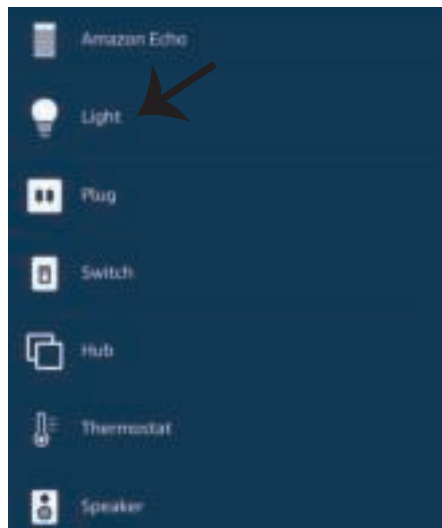 Amazon Echo
Light
Plug
Switch
Hub
Thermostat
Speaker